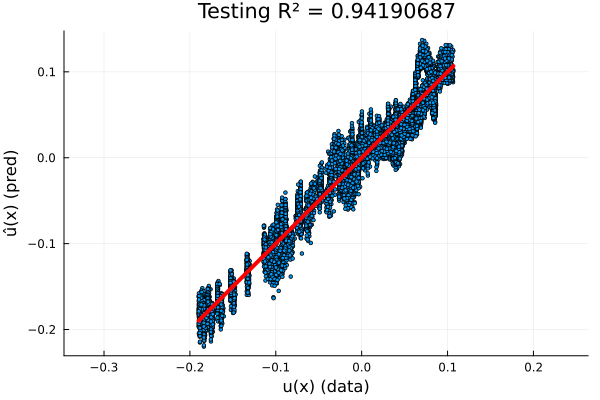 Testing R² = 0.94190687
û(x) (pred)
0.1
0.0
−0.1
−0.2
−0.3 −0.2 −0.1 0.0 0.1 0.2
u(x) (data)